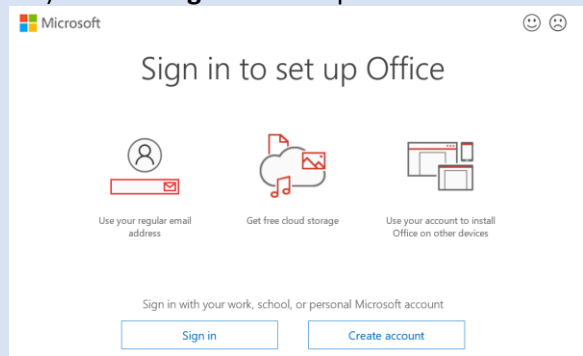 Microsoft
Sign in to set up Office
Use your regular email
address
Get free cloud storage
Use your account to install
Office on other devices
Sign in with your work, school, or personal Microsoft account
Sign in
Create account